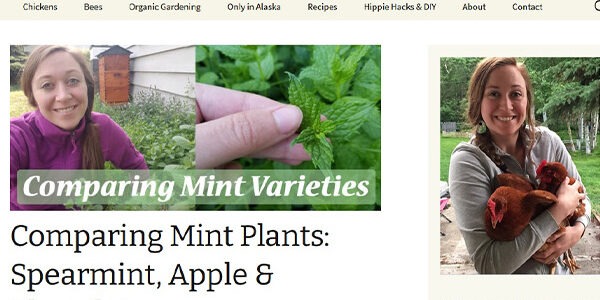 Chickens Bees Organic Gardening Only in Alaska Recipes Hippie Hacks & DIY About Contact
Comparing Mint Varieties
Comparing Mint Plants:
Spearmint, Apple &